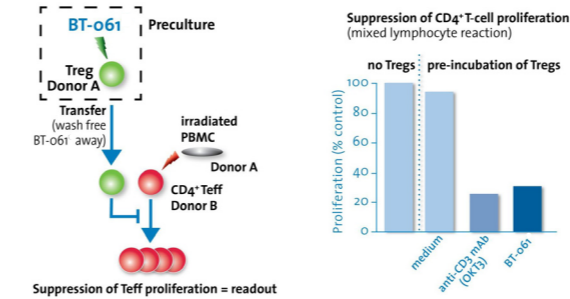 BT-061
Preculture
Treg
Donor A
Transfer
(wash free
BT-061 away)
irradiated
PBMC
Donor A
CD4+Teff
Donor B
Suppression of Teff proliferation = readout
Suppression of CD4+T-cell proliferation
(mixed lymphocyte reaction)
no Tregs
pre-incubation of Tregs
Proliferation (% control)
100
80
60
40
20
0
medium
anti-CD3 mAb
(OKT3)
BT-061